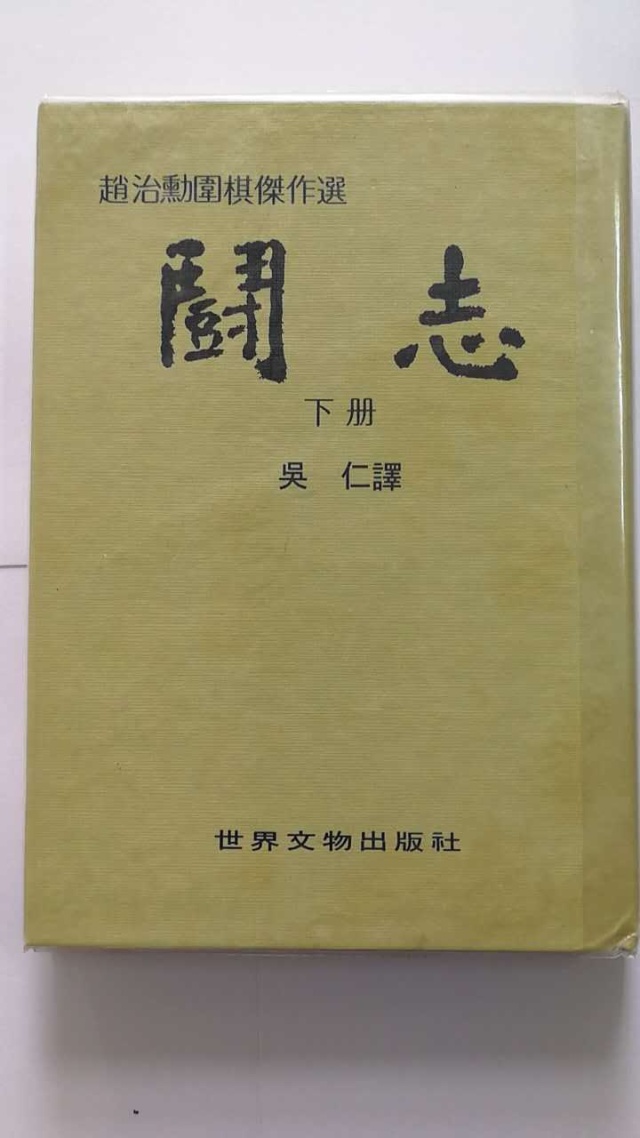 趙治勳圍棋傑作選
鬪志
下册
吳 仁譯
世界文物出版社